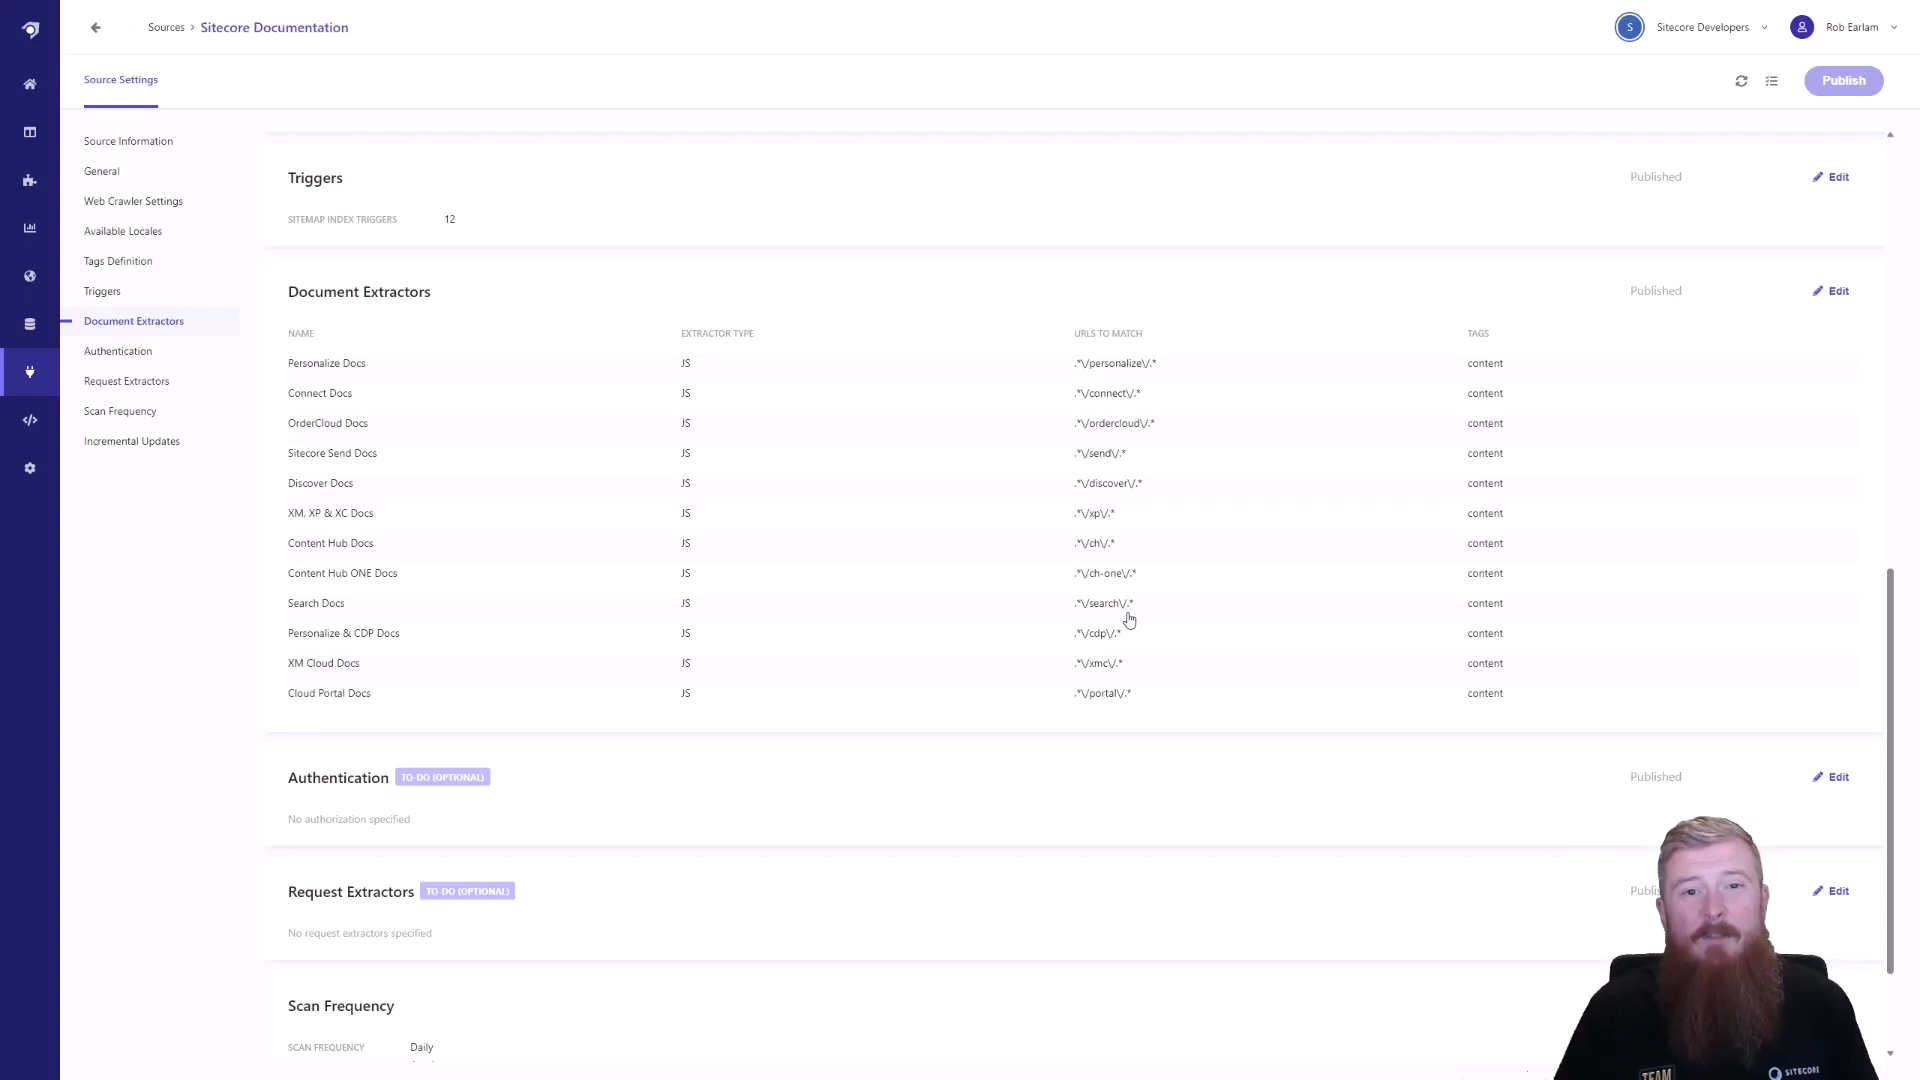 Sources › Sitecore Documentation
S Sitecore Developers Rob Earlam
Source Settings
Publish
Source Information
General
Web Crawler Settings
Available Locales
Tags Definition
Triggers
Document Extractors
Authentication
Request Extractors
Scan Frequency
Incremental Updates
Triggers Published Edit
SITEMAP INDEX TRIGGERS 12
Document Extractors Published Edit
NAME EXTRACTOR TYPE URLS TO MATCH TAGS
Personalize Docs JS .*\/personalize\/.* content
Connect Docs JS .*\/connect\/.* content
OrderCloud Docs JS .*\/ordercloud\/.* content
Sitecore Send Docs JS .*\/send\/.* content
Discover Docs JS .*\/discover\/.* content
XM, XP & XC Docs JS .*\/xp\/.* content
Content Hub Docs JS .*\/ch\/.* content
Content Hub ONE Docs JS .*\/ch-one\/.* content
Search Docs JS .*\/search\/.* content
Personalize & CDP Docs JS .*\/cdp\/.* content
XM Cloud Docs JS .*\/xmc\/.* content
Cloud Portal Docs JS .*\/portal\/.* content
Authentication TO-DO (OPTIONAL) Published Edit
No authorization specified
Request Extractors TO-DO (OPTIONAL) Publis Edit
No request extractors specified
Scan Frequency
SCAN FREQUENCY Daily
TEAM SITECORE